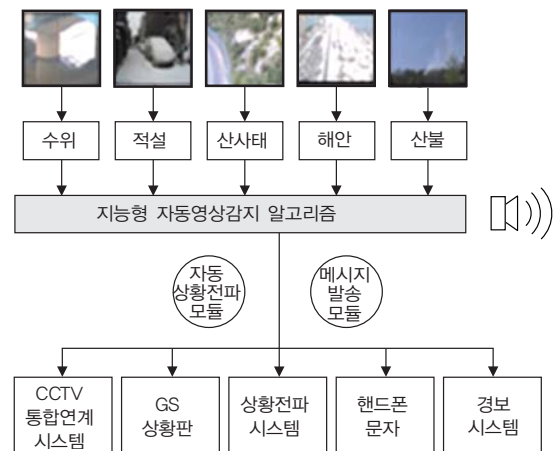 수위
적설
산사태
해안
산불
지능형 자동영상감지 알고리즘
자동
상황전파
모듈
메시지
발송
모듈
CCTV
통합연계
시스템
GS
상황판
상황전파
시스템
핸드폰
문자
경보
시스템